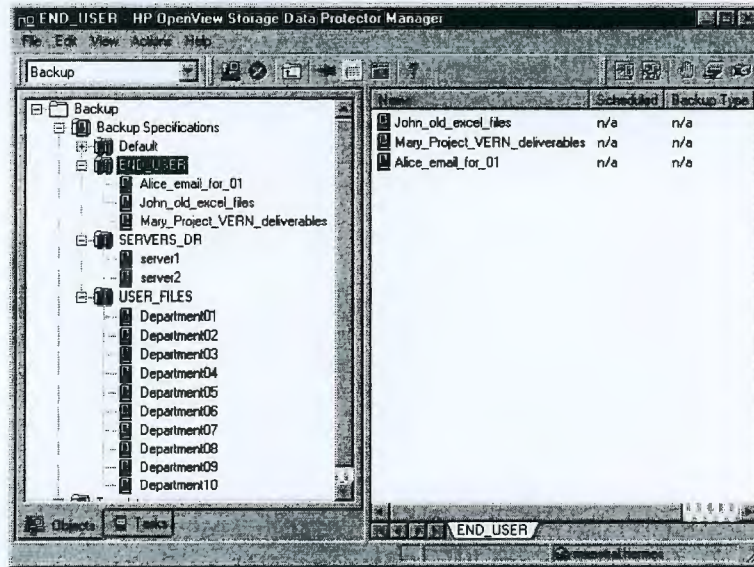 END_USER - HP OpenView Storage Data Protector Manager
File Edit View Actions Help
Backup
Backup
Backup Specifications
Default
END_USER
Alice_email_for_01
John_old_excel_files
Mary_Project_VERN_deliverables
SERVERS_DR
server1
server2
USER_FILES
Department01
Department02
Department03
Department04
Department05
Department06
Department07
Department08
Department09
Department10
Objects Tasks
Name Scheduled Backup Type
John_old_excel_files n/a n/a
Mary_Project_VERN_deliverables n/a n/a
Alice_email_for_01 n/a n/a
END_USER